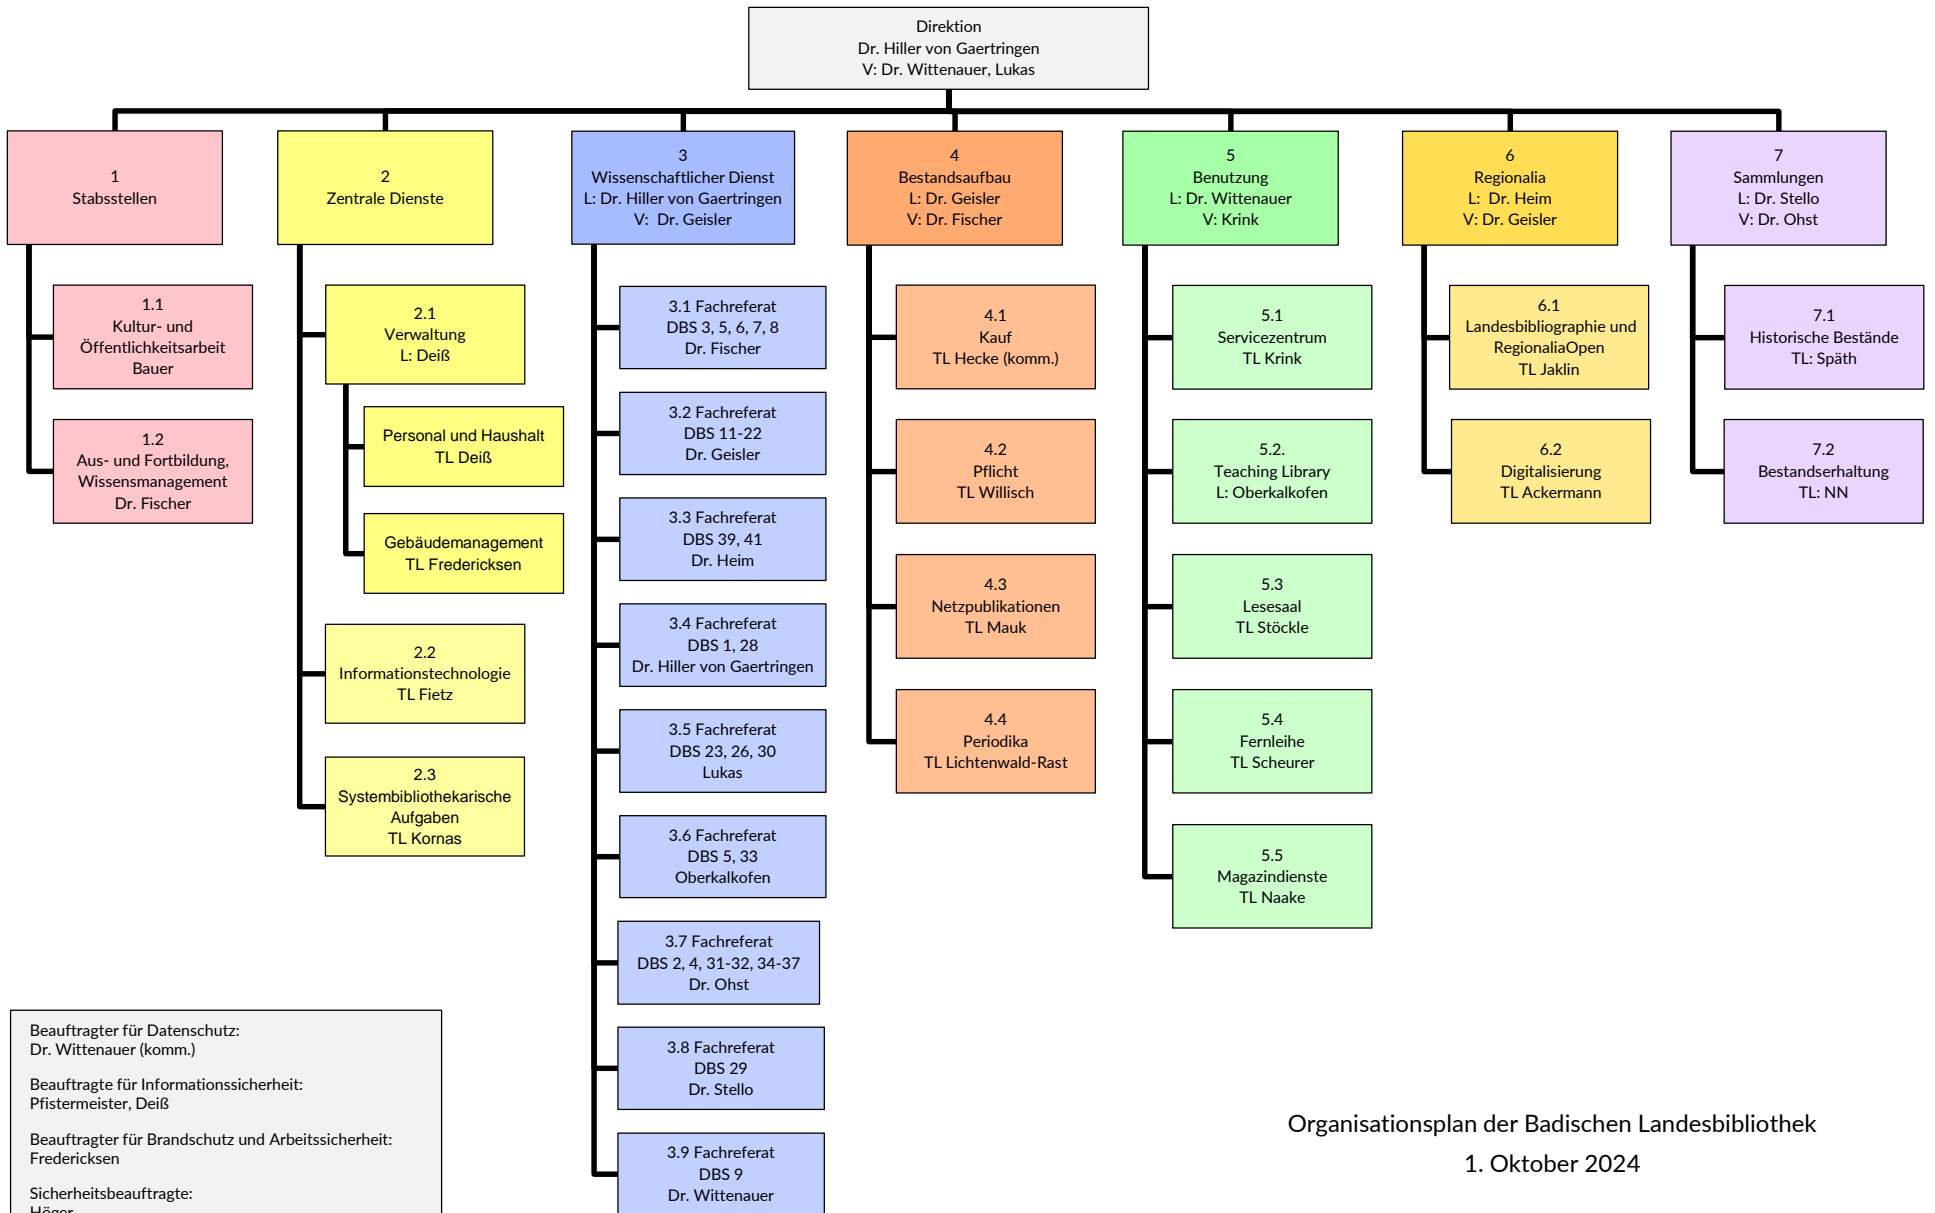 Direktion
Dr. Hiller von Gaertringen
V: Dr. Wittenauer, Lukas
1
Stabsstellen
1.1
Kultur- und
Öffentlichkeitsarbeit
Bauer
1.2
Aus- und Fortbildung,
Wissensmanagement
Dr. Fischer
2
Zentrale Dienste
2.1
Verwaltung
L: Deiß
Personal und Haushalt
TL Deiß
Gebäudemanagement
TL Fredericksen
2.2
Informationstechnologie
TL Fietz
2.3
Systembibliothekarische
Aufgaben
TL Kornas
3
Wissenschaftlicher Dienst
L: Dr. Hiller von Gaertringen
V: Dr. Geisler
3.1 Fachreferat
DBS 3, 5, 6, 7, 8
Dr. Fischer
3.2 Fachreferat
DBS 11-22
Dr. Geisler
3.3 Fachreferat
DBS 39, 41
Dr. Heim
3.4 Fachreferat
DBS 1, 28
Dr. Hiller von Gaertringen
3.5 Fachreferat
DBS 23, 26, 30
Lukas
3.6 Fachreferat
DBS 5, 33
Oberkalkofen
3.7 Fachreferat
DBS 2, 4, 31-32, 34-37
Dr. Ohst
3.8 Fachreferat
DBS 29
Dr. Stello
3.9 Fachreferat
DBS 9
Dr. Wittenauer
4
Bestandsaufbau
L: Dr. Geisler
V: Dr. Fischer
4.1
Kauf
TL Hecke (komm.)
4.2
Pflicht
TL Willisch
4.3
Netzpublikationen
TL Mauk
4.4
Periodika
TL Lichtenwald-Rast
5
Benutzung
L: Dr. Wittenauer
V: Krink
5.1
Servicezentrum
TL Krink
5.2.
Teaching Library
L: Oberkalkofen
5.3
Lesesaal
TL Stöckle
5.4
Fernleihe
TL Scheurer
5.5
Magazindienste
TL Naake
6
Regionalia
L: Dr. Heim
V: Dr. Geisler
6.1
Landesbibliographie und
RegionaliaOpen
TL Jaklin
6.2
Digitalisierung
TL Ackermann
7
Sammlungen
L: Dr. Stello
V: Dr. Ohst
7.1
Historische Bestände
TL: Späth
7.2
Bestandserhaltung
TL: NN
Beauftragter für Datenschutz:
Dr. Wittenauer (komm.)
Beauftragte für Informationssicherheit:
Pfistermeister, Deiß
Beauftragter für Brandschutz und Arbeitssicherheit:
Fredericksen
Sicherheitsbeauftragte:
Höger
Organisationsplan der Badischen Landesbibliothek
1. Oktober 2024